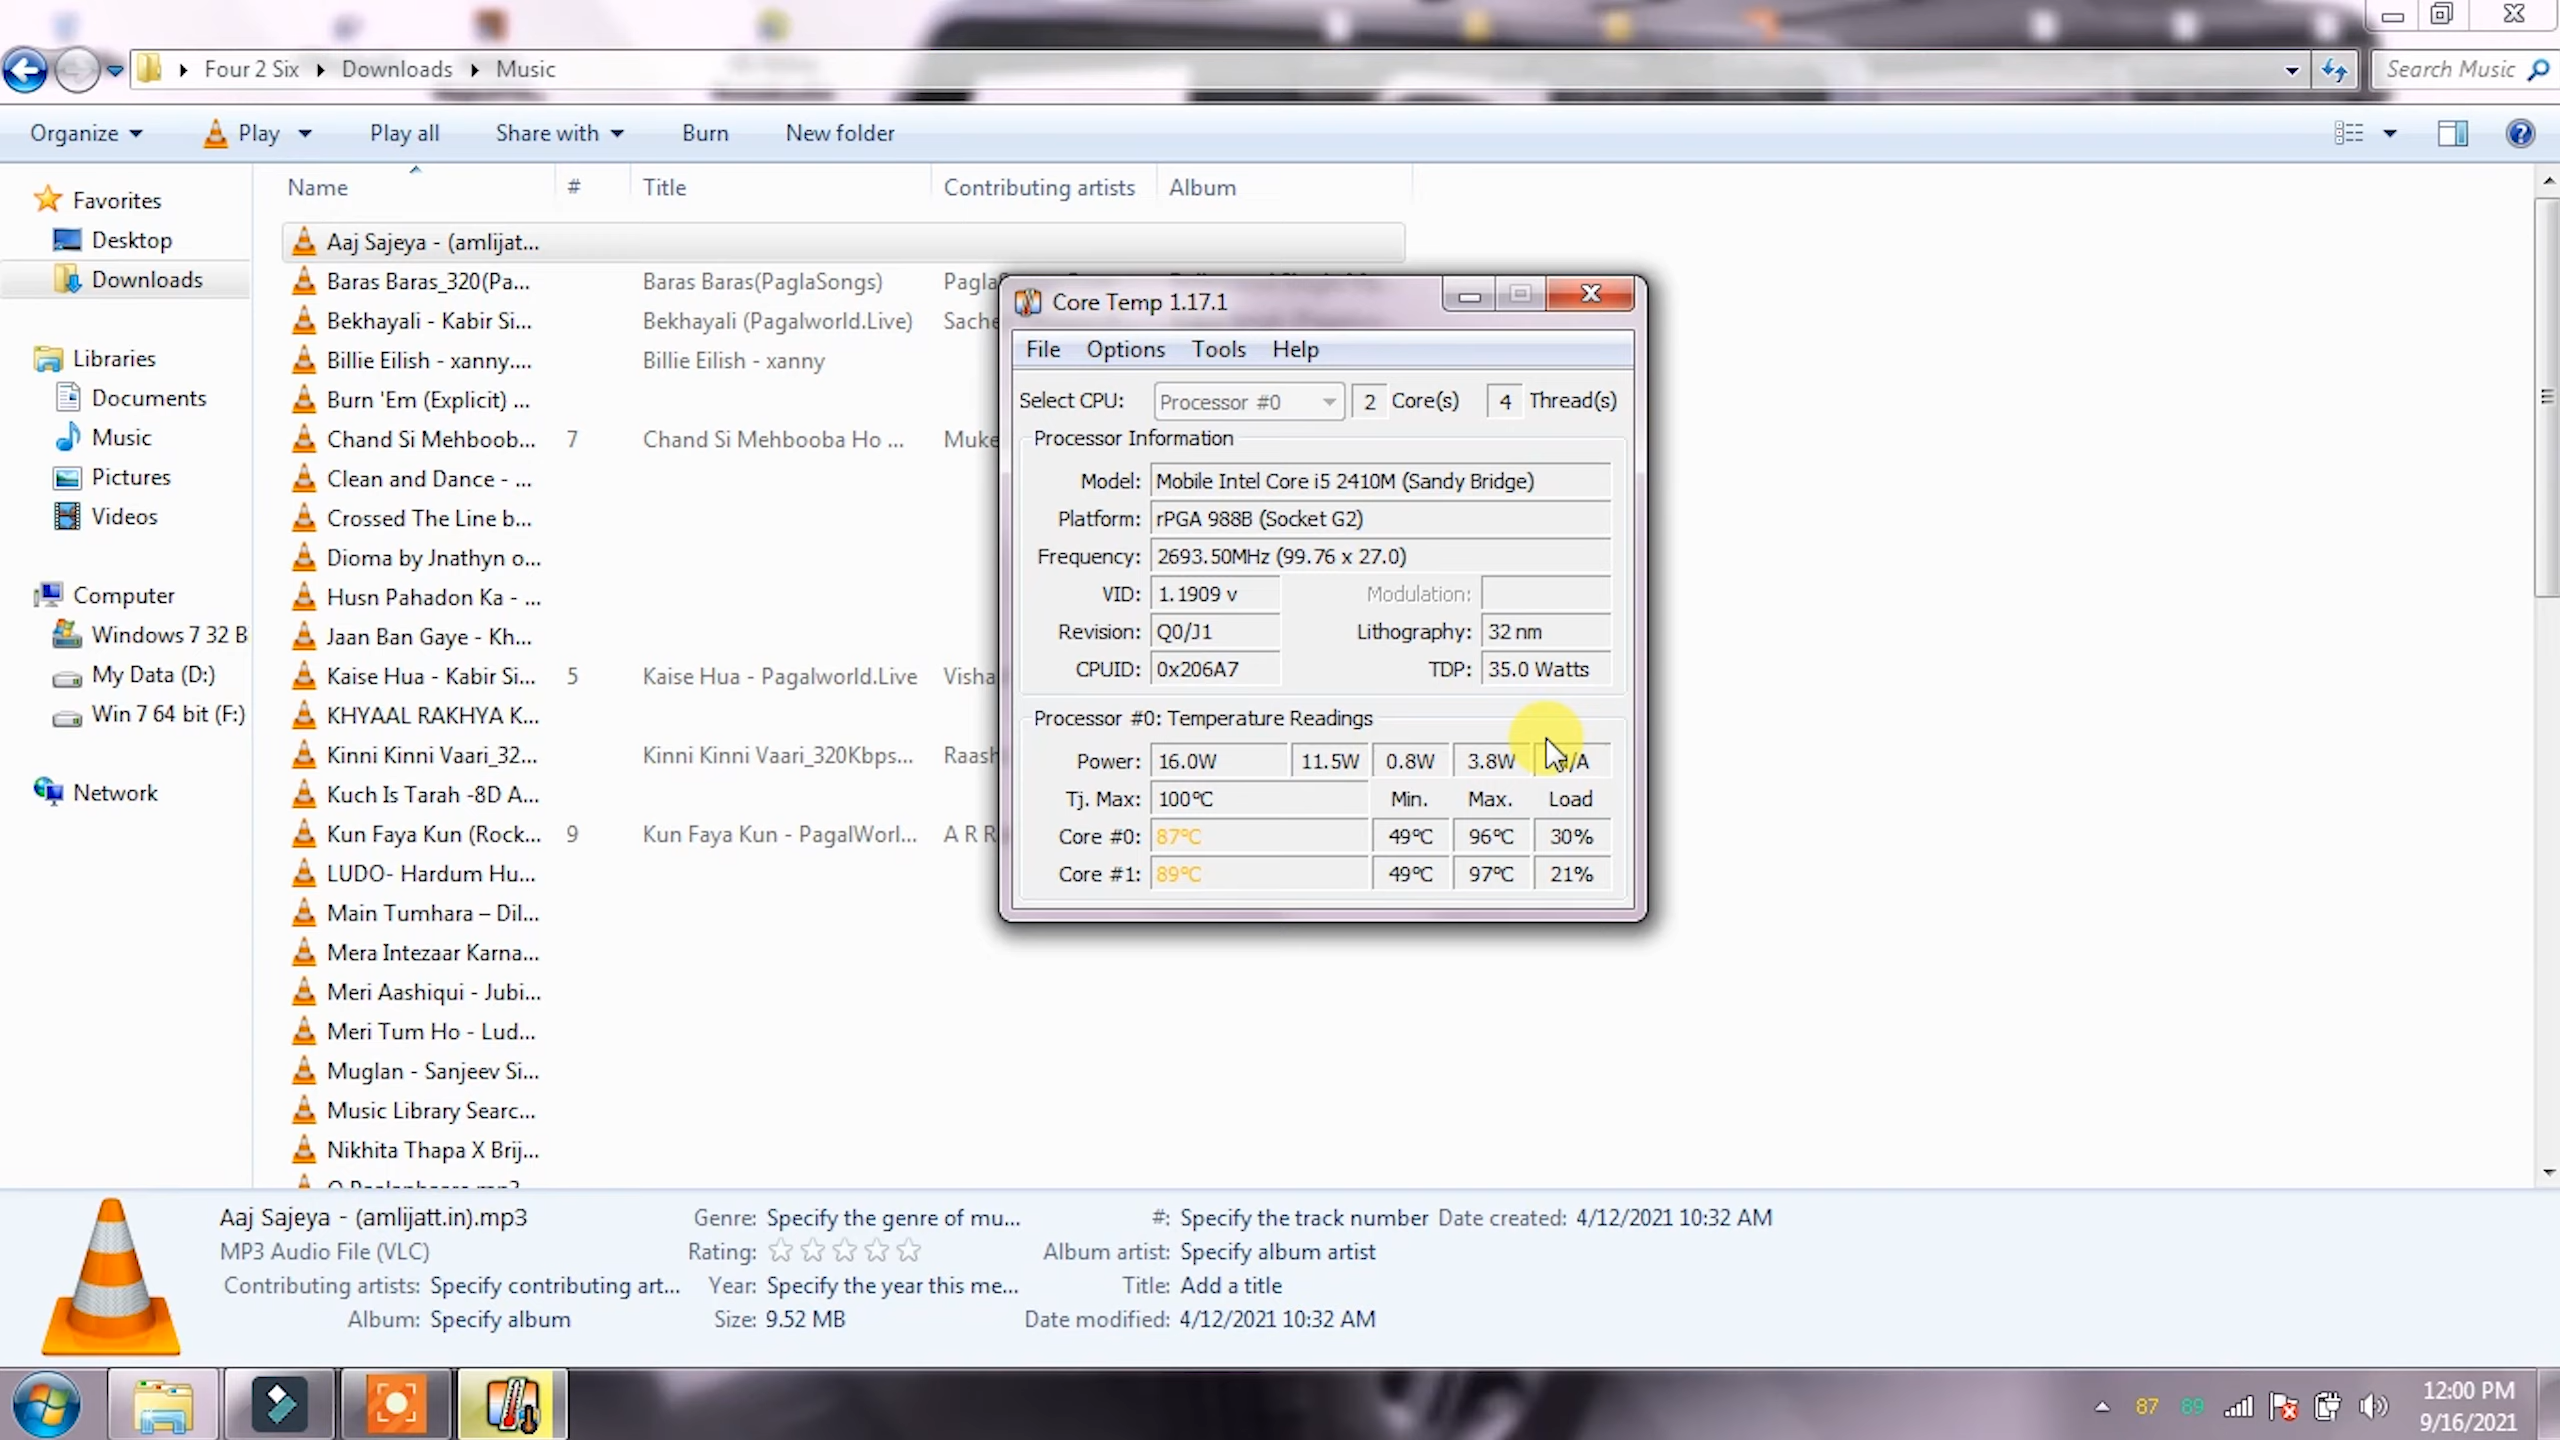 Four 2 Six Downloads Music
Search Music
Organize Play Play all Share with Burn New folder
Name # Title Contributing artists Album
Favorites
Desktop
Downloads
Libraries
Documents
Music
Pictures
Videos
Computer
Windows 7 32 B
My Data (D:)
Win 7 64 bit (F:)
Network
Aaj Sajeya - (amlijat...
Baras Baras_320(Pa... Baras Baras(PaglaSongs) Pagla
Bekhayali - Kabir Si... Bekhayali (Pagalworld.Live) Sache
Billie Eilish - xanny.... Billie Eilish - xanny
Burn 'Em (Explicit) ...
Chand Si Mehboob... 7 Chand Si Mehbooba Ho ... Muke
Clean and Dance - ...
Crossed The Line b...
Dioma by Jnathyn o...
Husn Pahadon Ka - ...
Jaan Ban Gaye - Kh...
Kaise Hua - Kabir Si... 5 Kaise Hua - Pagalworld.Live Visha
KHYAAL RAKHYA K...
Kinni Kinni Vaari_32... Kinni Kinni Vaari_320Kbps... Raash
Kuch Is Tarah -8D A...
Kun Faya Kun (Rock... 9 Kun Faya Kun - PagalWorl... A R R
LUDO- Hardum Hu...
Main Tumhara – Dil...
Mera Intezaar Karna...
Meri Aashiqui - Jubi...
Meri Tum Ho - Lud...
Muglan - Sanjeev Si...
Music Library Searc...
Nikhita Thapa X Brij...
Core Temp 1.17.1
File Options Tools Help
Select CPU: Processor #0 2 Core(s) 4 Thread(s)
Processor Information
Model: Mobile Intel Core i5 2410M (Sandy Bridge)
Platform: rPGA 988B (Socket G2)
Frequency: 2693.50MHz (99.76 x 27.0)
VID: 1.1909 v Modulation:
Revision: Q0/J1 Lithography: 32 nm
CPUID: 0x206A7 TDP: 35.0 Watts
Processor #0: Temperature Readings
Power: 16.0W 11.5W 0.8W 3.8W /A
Tj. Max: 100°C Min. Max. Load
Core #0: 87°C 49°C 96°C 30%
Core #1: 89°C 49°C 97°C 21%
Aaj Sajeya - (amlijatt.in).mp3 Genre: Specify the genre of mu... #: Specify the track number Date created: 4/12/2021 10:32 AM
MP3 Audio File (VLC) Rating: Album artist: Specify album artist
Contributing artists: Specify contributing art... Year: Specify the year this me... Title: Add a title
Album: Specify album Size: 9.52 MB Date modified: 4/12/2021 10:32 AM
87 89 12:00 PM
9/16/2021